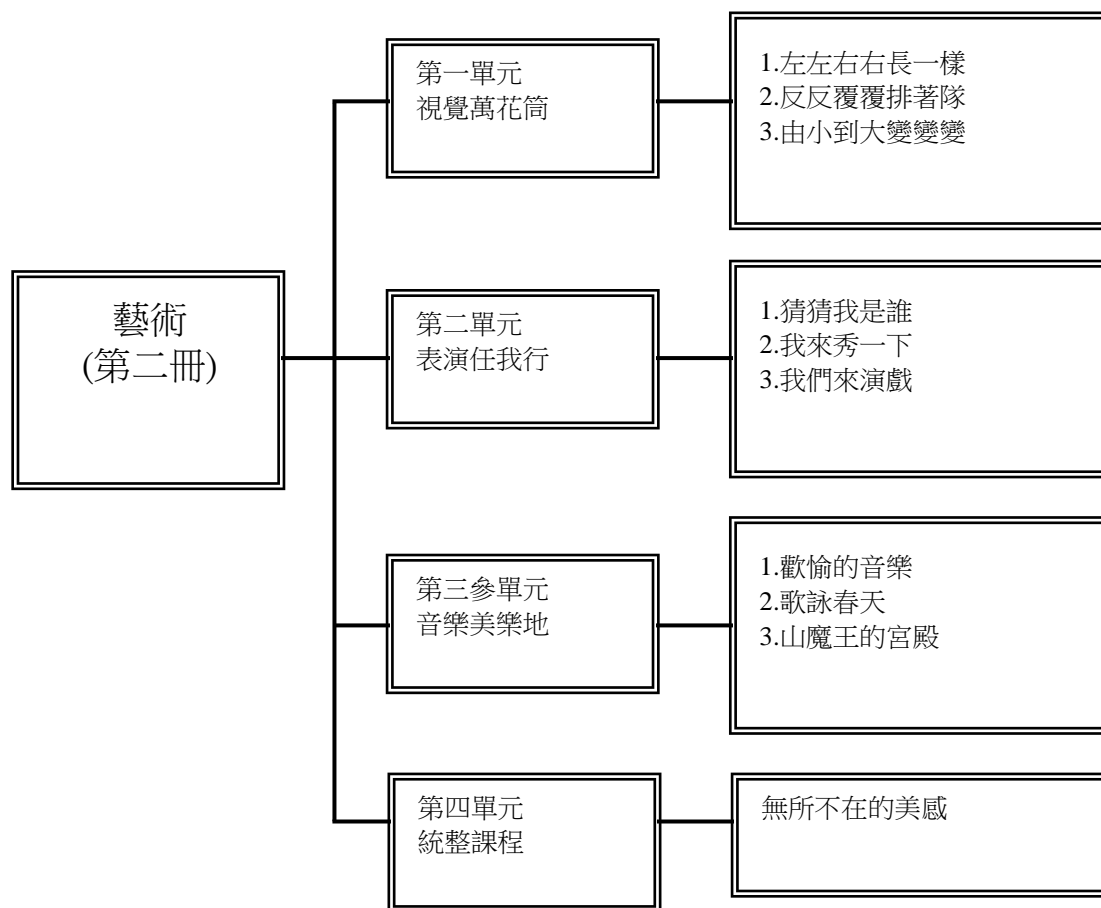 藝術
(第二冊)
第一單元
視覺萬花筒
1.左左右右長一樣
2.反反覆覆排著隊
3.由小到大變變變
第二單元
表演任我行
1.猜猜我是誰
2.我來秀一下
3.我們來演戲
第三參單元
音樂美樂地
1.歡愉的音樂
2.歌詠春天
3.山魔王的宮殿
第四單元
統整課程
無所不在的美感